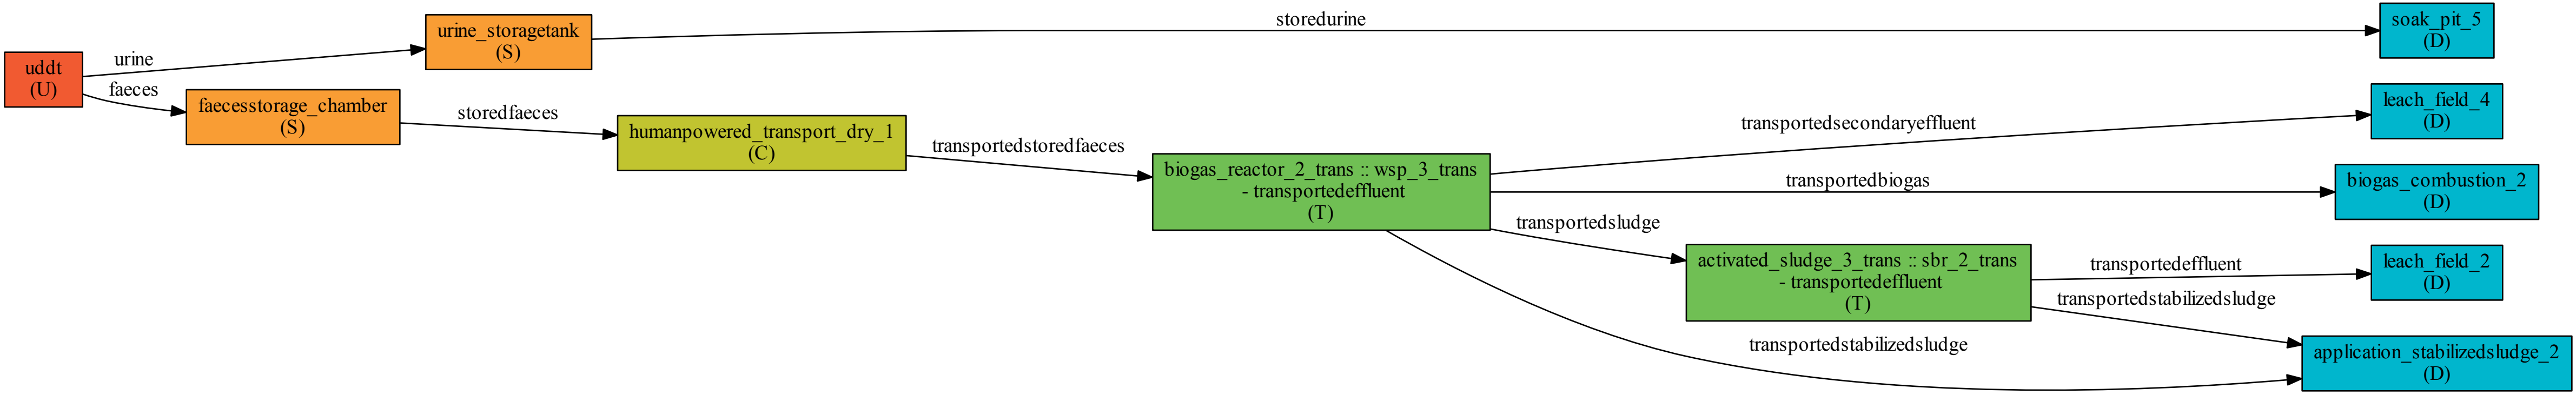 uddt
(U)
urine
faeces
urine_storagetank
(S)
faecesstorage_chamber
(S)
storedurine
storedfaeces
humanpowered_transport_dry_1
(C)
transportedstoredfaeces
biogas_reactor_2_trans :: wsp_3_trans
- transportedeffluent
(T)
transportedsecondaryeffluent
transportedbiogas
transportedsludge
transportedstabilizedsludge
activated_sludge_3_trans :: sbr_2_trans
- transportedeffluent
(T)
transportedeffluent
transportedstabilizedsludge
soak_pit_5
(D)
leach_field_4
(D)
biogas_combustion_2
(D)
leach_field_2
(D)
application_stabilizedsludge_2
(D)